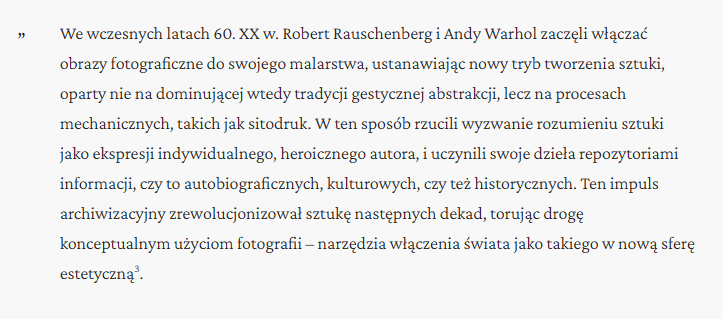 „ We wczesnych latach 60. XX w. Robert Rauschenberg i Andy Warhol zaczęli włączać
obrazy fotograficzne do swojego malarstwa, ustanawiając nowy tryb tworzenia sztuki,
oparty nie na dominującej wtedy tradycji gestycznej abstrakcji, lecz na procesach
mechanicznych, takich jak sitodruk. W ten sposób rzucili wyzwanie rozumieniu sztuki
jako ekspresji indywidualnego, heroicznego autora, i uczynili swoje dzieła repozytoriami
informacji, czy to autobiograficznych, kulturowych, czy też historycznych. Ten impuls
archiwizacyjny zrewolucjonizował sztukę następnych dekad, torując drogę
konceptualnym użyciom fotografii – narzędzia włączenia świata jako takiego w nową sferę
estetyczną³.